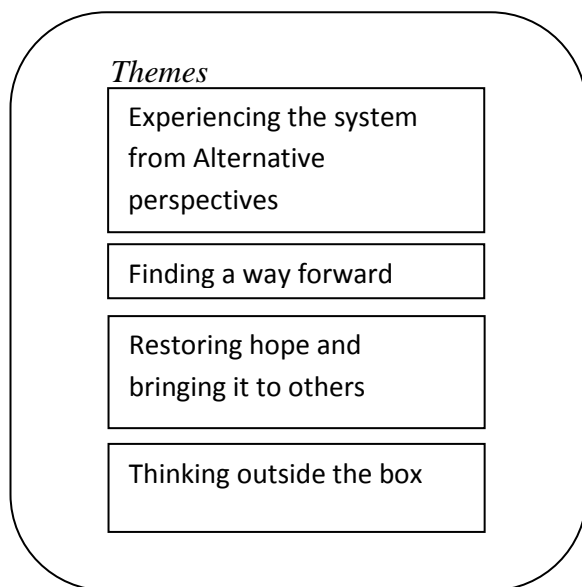 Themes
Experiencing the system
from Alternative
perspectives
Finding a way forward
Restoring hope and
bringing it to others
Thinking outside the box